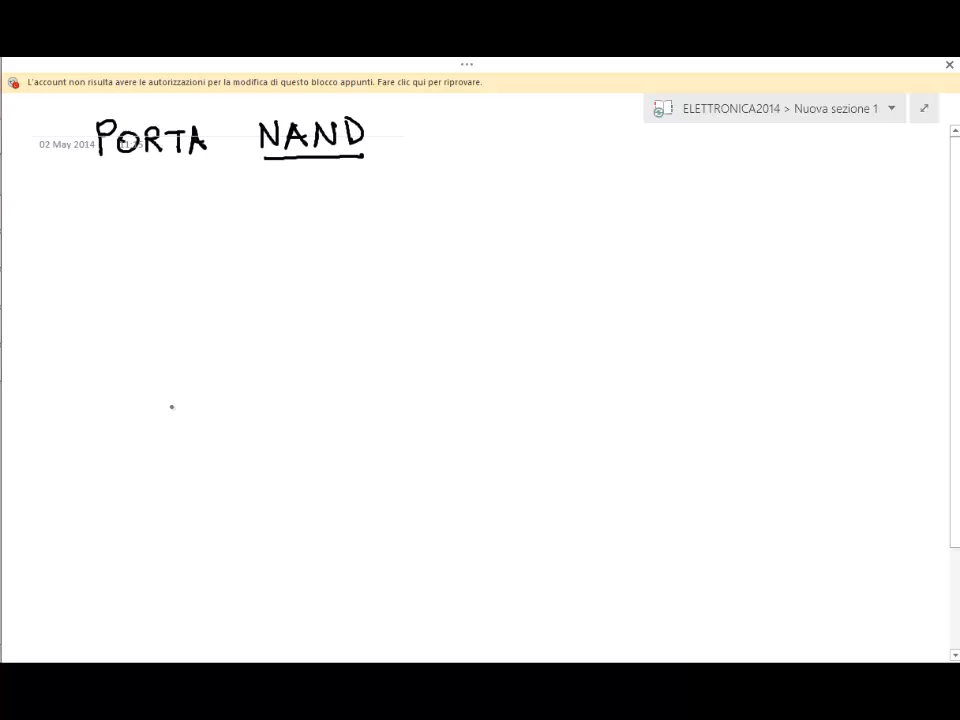 L'account non risulta avere le autorizzazioni per la modifica di questo blocco appunti. Fare clic qui per riprovare.
ELETTRONICA2014 > Nuova sezione 1
PORTA NAND
02 May 2014